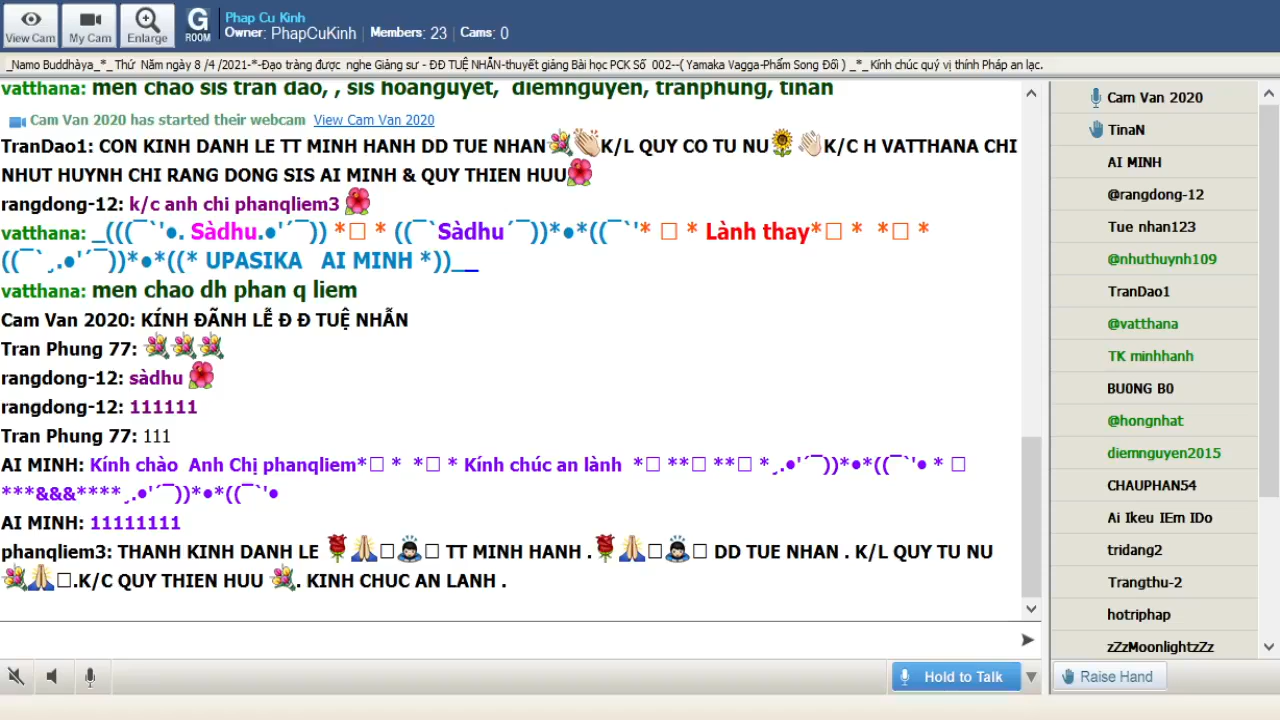 View Cam
My Cam
Enlarge
G ROOM
Phap Cu Kinh
Owner: PhapCuKinh
Members: 23
Cams: 0
_Namo Buddhàya_*_ Thứ Năm ngày 8 /4 /2021-*-Đạo tràng được nghe Giảng sư - ĐĐ TUỆ NHẪN-thuyết giảng Bài học PCK Số 002--( Yamaka Vagga-Phẩm Song Đối ) _*_Kính chúc quý vị thính Pháp an lạc.
vatthana: men chao sis tran dao, , sis hoanguyet, diemnguyen, tranphung, tinan
Cam Van 2020 has started their webcam View Cam Van 2020
TranDao1: CON KINH DANH LE TT MINH HANH DD TUE NHAN💐👏K/L QUY CO TU NU🌻👏K/C H VATTHANA CHI
NHUT HUYNH CHI RANG DONG SIS AI MINH & QUY THIEN HUU🌺
rangdong-12: k/c anh chi phanqliem3 🌺
vatthana: _(((¯`'●. Sàdhu.●'´¯)) *□ * ((¯`Sàdhu´¯))*●*((¯`'* □ * Lành thay*□ * *□ *
((¯`¸.●'´¯))*●*((* UPASIKA AI MINH *))__
vatthana: men chao dh phan q liem
Cam Van 2020: KÍNH ĐÃNH LỄ Đ Đ TUỆ NHẪN
Tran Phung 77: 💐💐💐
rangdong-12: sàdhu 🌺
rangdong-12: 111111
Tran Phung 77: 111
AI MINH: Kính chào Anh Chị phanqliem*□ * *□ * Kính chúc an lành *□ **□ **□ *¸.●'´¯))*●*((¯`'● * □
***&&&****¸.●'´¯))*●*((¯`'●
AI MINH: 11111111
phanqliem3: THANH KINH DANH LE 🌹🙏□🙇□ TT MINH HANH .🌹🙏□🙇□ DD TUE NHAN . K/L QUY TU NU
💐🙏□.K/C QUY THIEN HUU 💐. KINH CHUC AN LANH .
Hold to Talk
Cam Van 2020
TinaN
AI MINH
@rangdong-12
Tue nhan123
@nhuthuynh109
TranDao1
@vatthana
TK minhhanh
BU0NG B0
@hongnhat
diemnguyen2015
CHAUPHAN54
Ai Ikeu IEm IDo
tridang2
Trangthu-2
hotriphap
zZzMoonlightzZz
Raise Hand